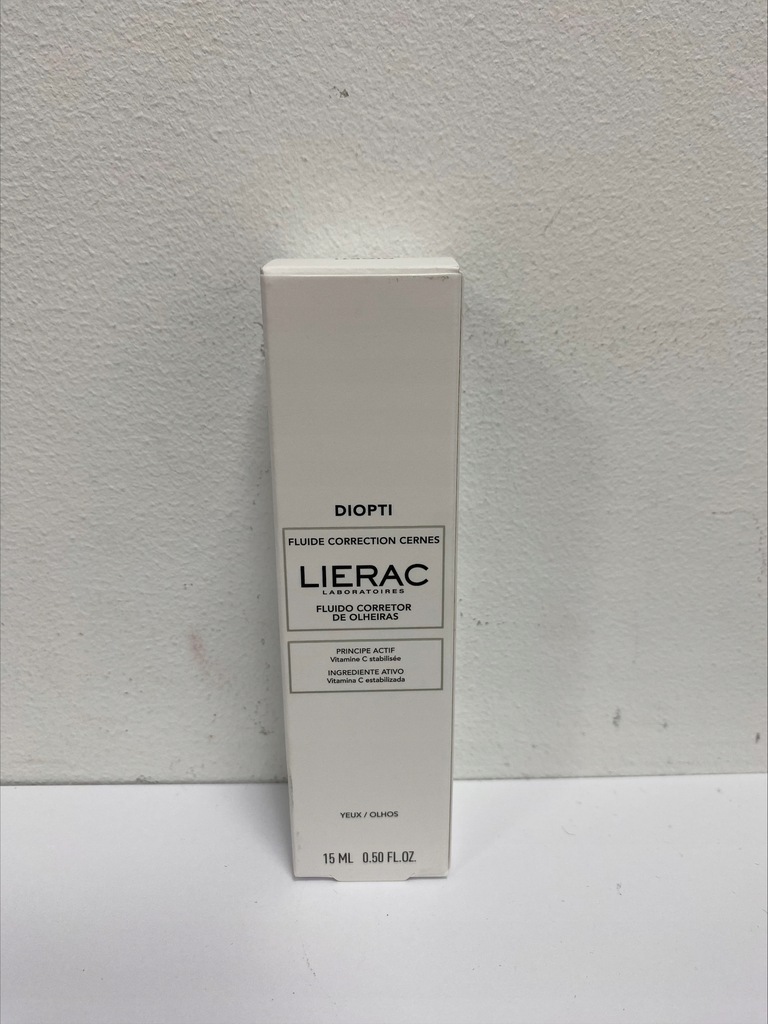 DIOPTI
FLUIDE CORRECTION CERNES
LIERAC
LABORATOIRES
FLUIDO CORRETOR
DE OLHEIRAS
PRINCIPE ACTIF
Vitamine C stabilisée
INGREDIENTE ATIVO
Vitamina C estabilizada
YEUX / OLHOS
15 ML 0.50 FL.OZ.